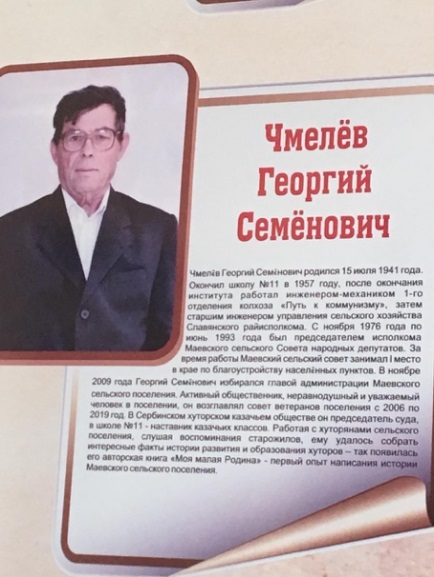 Чмелёв
Георгий
Семёнович
Чмелёв Георгий Семёнович родился 15 июля 1941 года.
Окончил школу №11 в 1957 году, после окончания
института работал инженером-механиком 1-го
отделения колхоза «Путь к коммунизму», затем
старшим инженером управления сельского хозяйства
Славянского райисполкома. С ноября 1976 года по
июнь 1993 года был председателем исполкома
Маевского сельского Совета народных депутатов. За
время работы Маевский сельский совет занимал I место
в крае по благоустройству населённых пунктов. В ноябре
2009 года Георгий Семёнович избирался главой администрации Маевского
сельского поселения. Активный общественник, неравнодушный и уважаемый
человек в поселении, он возглавлял совет ветеранов поселения с 2006 по
2019 год. В Сербинском хуторском казачьем обществе он председатель суда,
в школе №11 - наставник казачьих классов. Работая с хуторянами сельского
поселения, слушая воспоминания старожилов, ему удалось собрать
интересные факты истории развития и образования хуторов – так появилась
его авторская книга «Моя малая Родина» - первый опыт написания истории
Маевского сельского поселения.